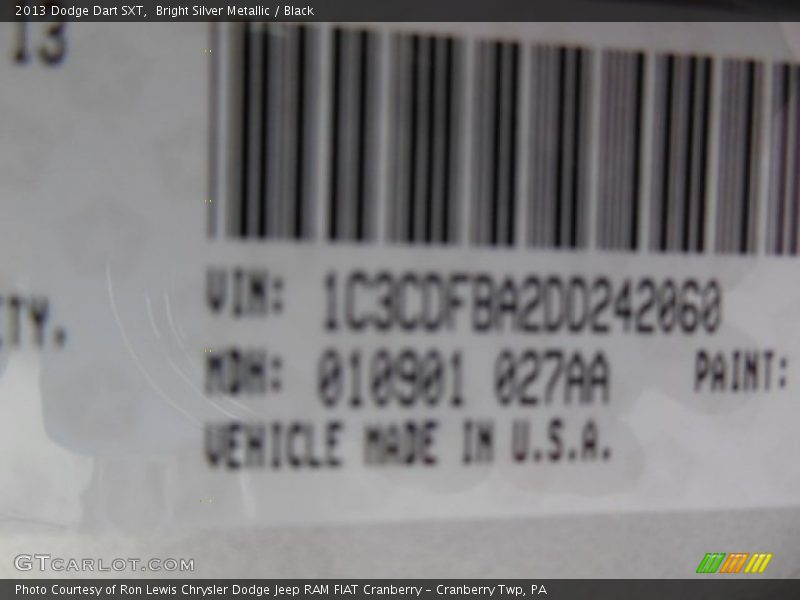 2013 Dodge Dart SXT, Bright Silver Metallic / Black
13
VIN: 1C3CDFBA2DD242060
ITY.
MDH: 010901 027AA PAINT:
VEHICLE MADE IN U.S.A.
GTCARLOT.COM
Photo Courtesy of Ron Lewis Chrysler Dodge Jeep RAM FIAT Cranberry - Cranberry Twp, PA